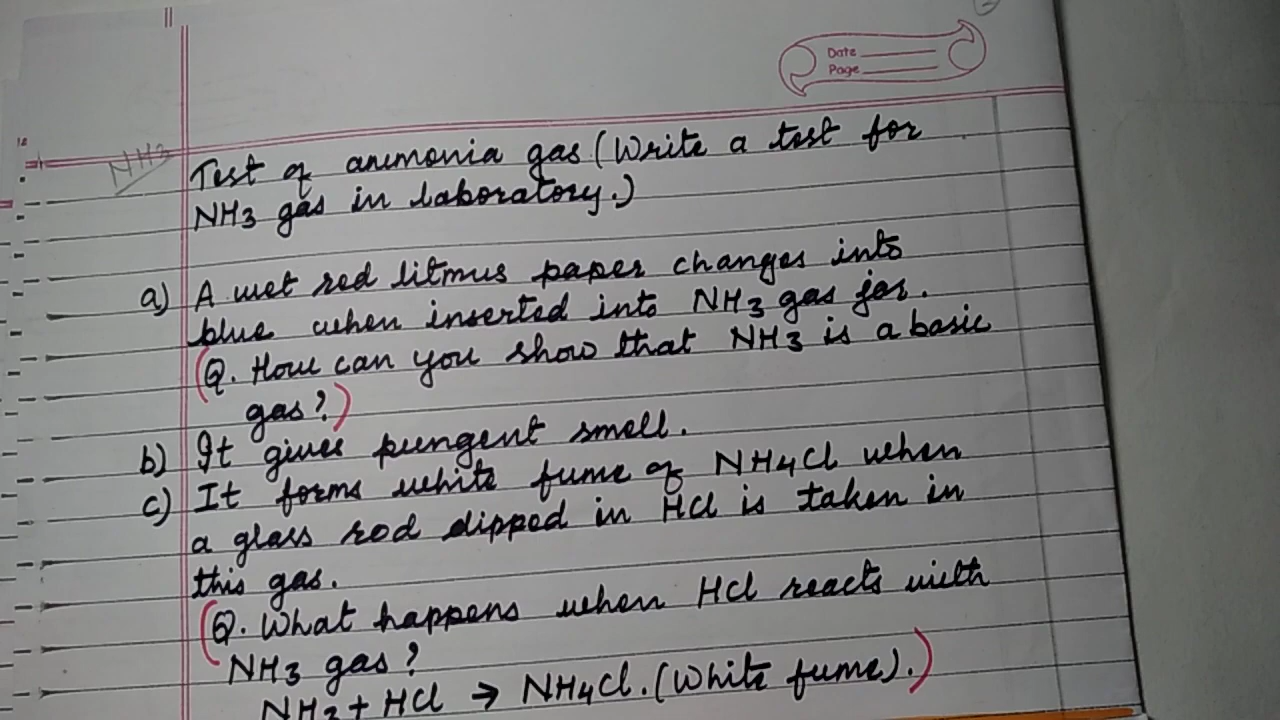 Date
Page
NH3
Test of ammonia gas (Write a test for
NH3 gas in laboratory.)
a) A wet red litmus paper changes into
blue when inserted into NH3 gas jar.
(Q. How can you show that NH3 is a basic
gas?)
b) It gives pungent smell.
c) It forms white fume of NH4Cl when
a glass rod dipped in HCl is taken in
this gas.
(Q. What happens when HCl reacts with
NH3 gas?
NH3 + HCl → NH4Cl. (White fume).)